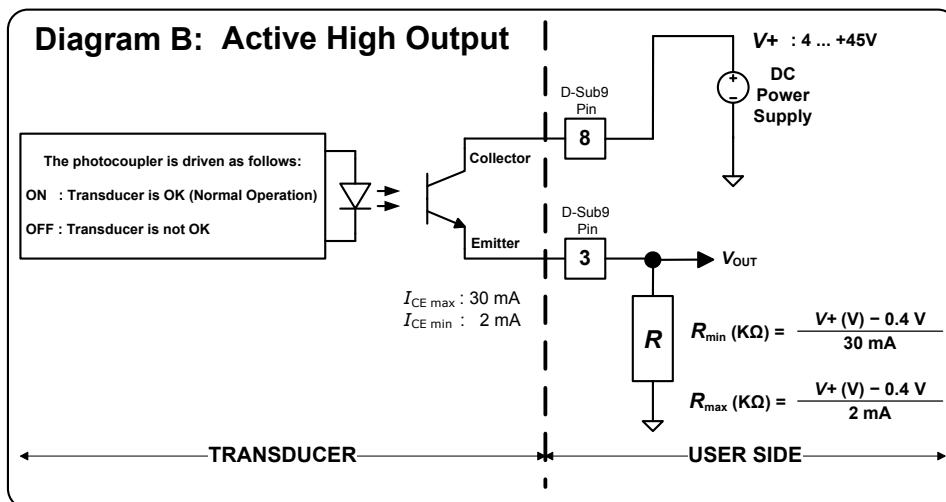 Diagram B: Active High Output
V+ : 4 ... +45V
DC
Power
Supply
D-Sub9
Pin
8
Collector
The photocoupler is driven as follows:
ON : Transducer is OK (Normal Operation)
OFF : Transducer is not OK
D-Sub9
Pin
3
Emitter
VOUT
ICE max : 30 mA
ICE min : 2 mA
R
Rmin (KΩ) = V+ (V) − 0.4 V
30 mA
Rmax (KΩ) = V+ (V) − 0.4 V
2 mA
TRANSDUCER
USER SIDE